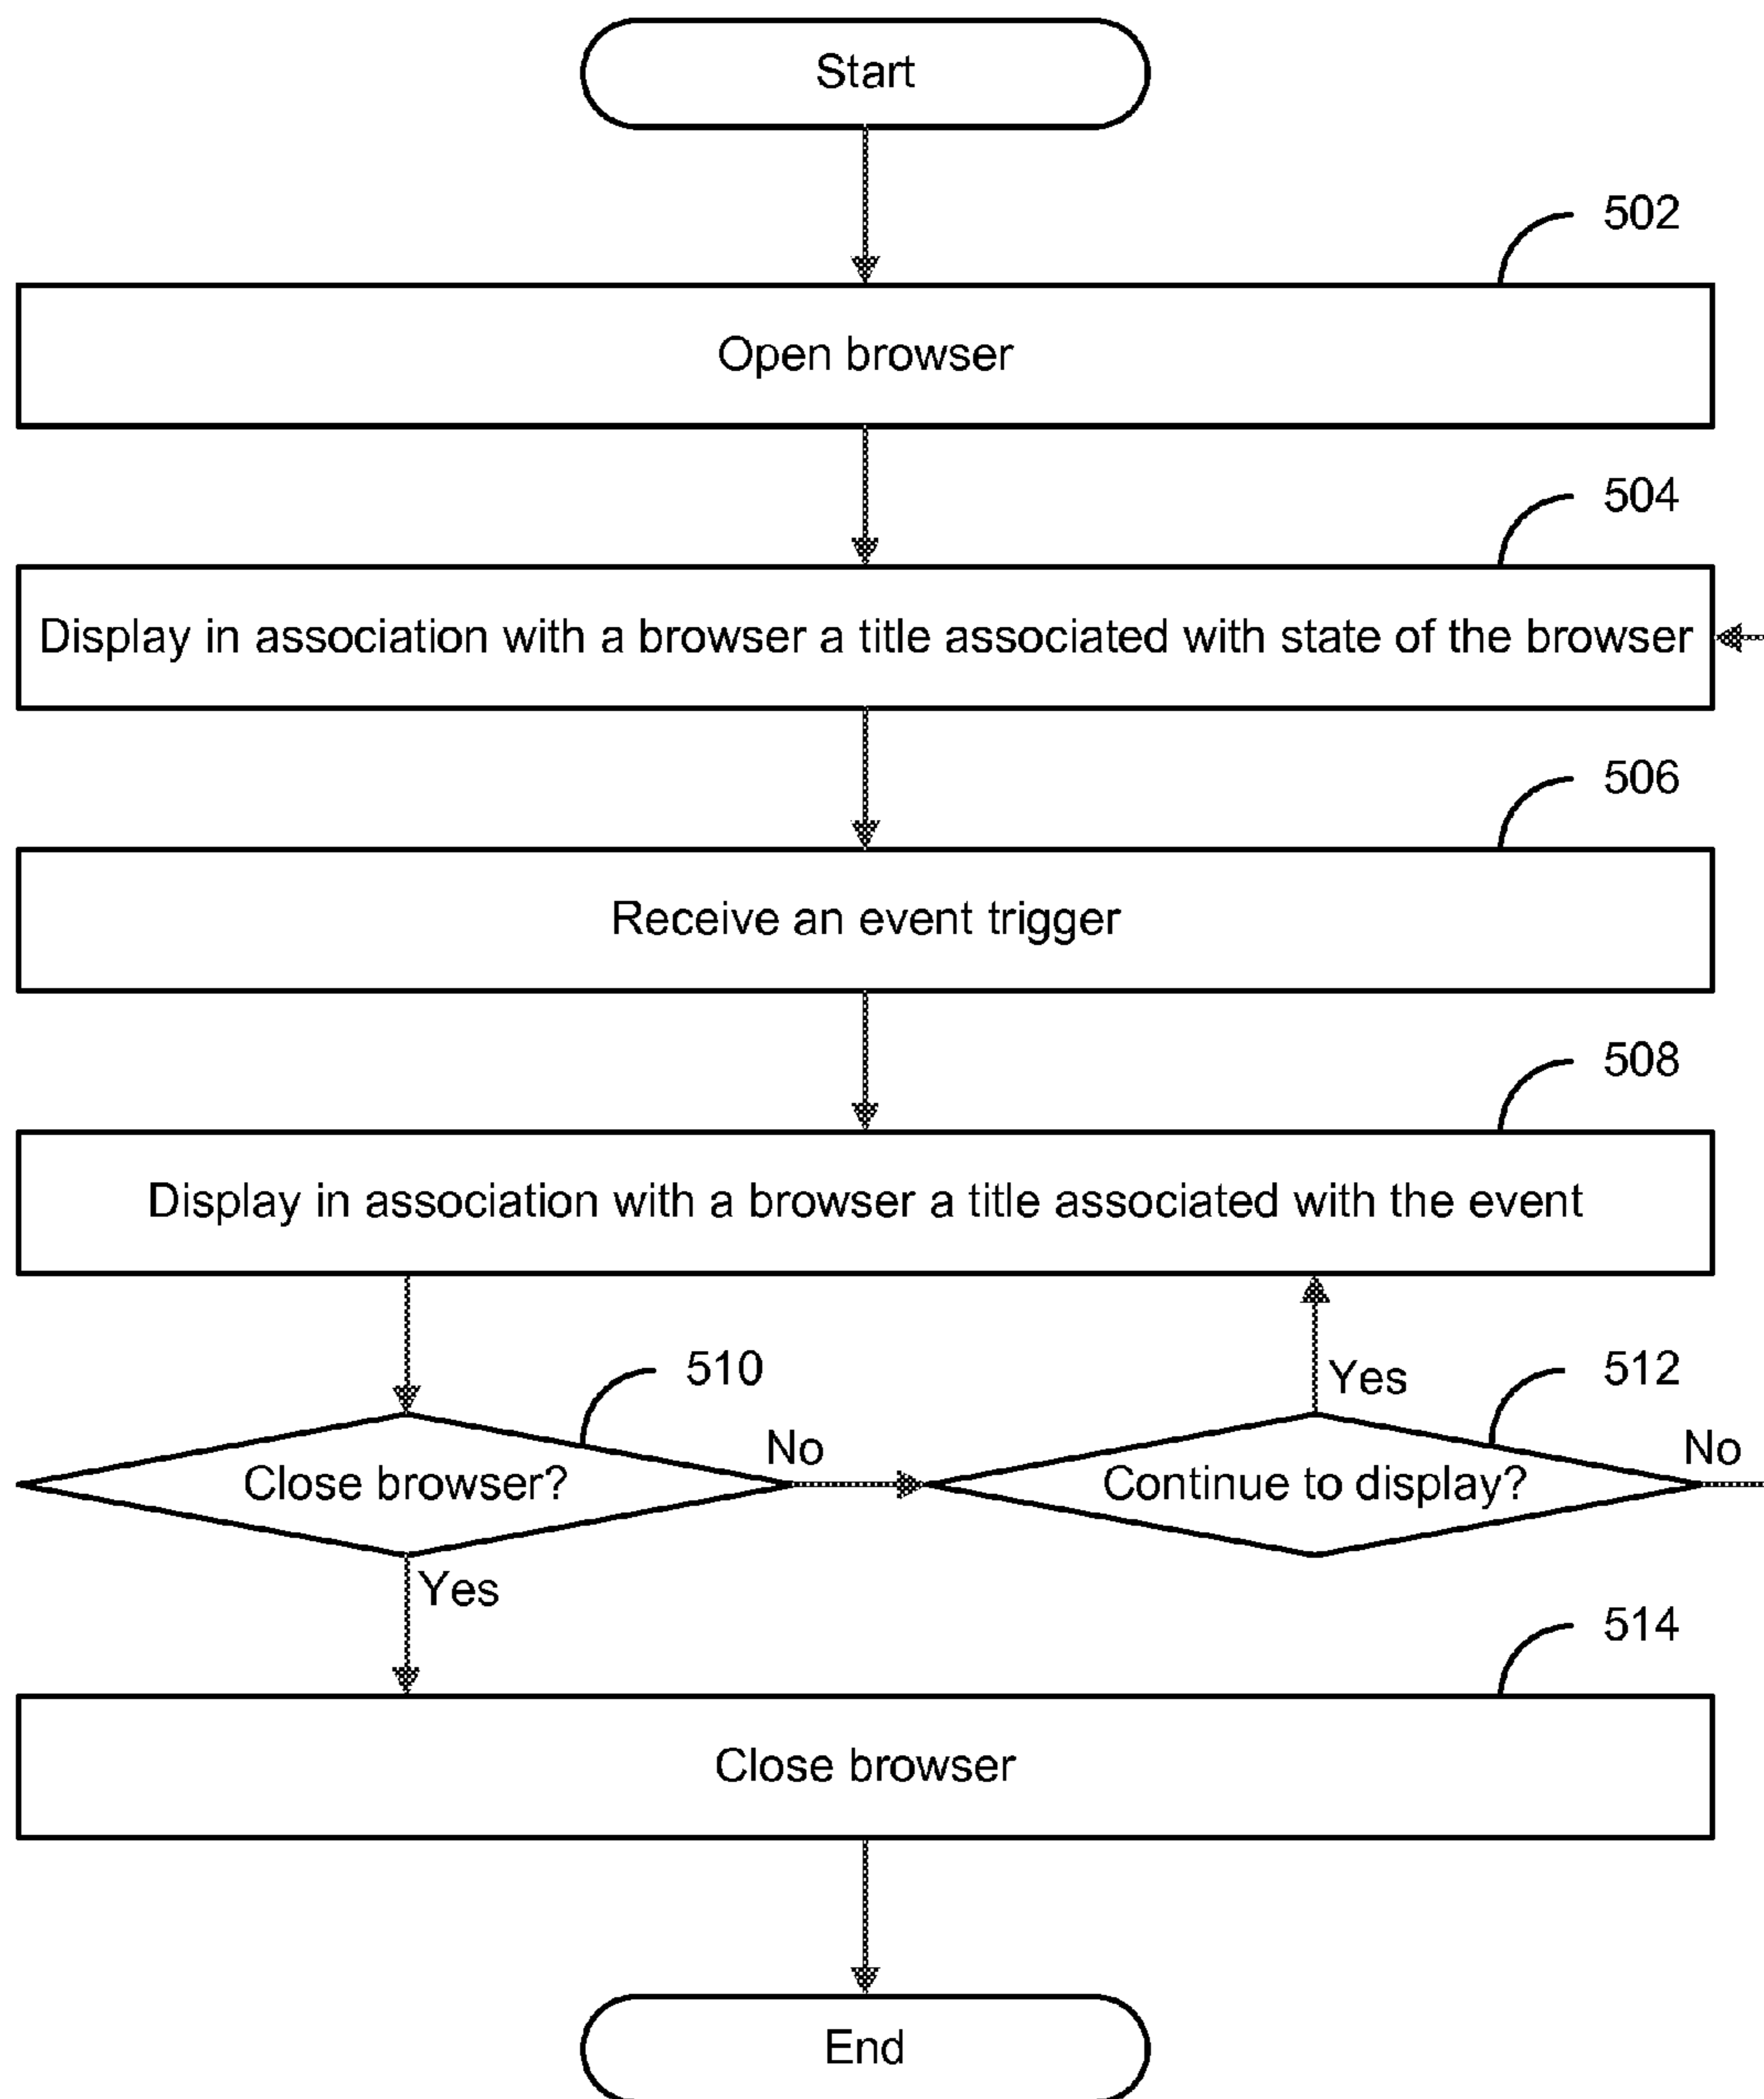 Start
502
Open browser
504
Display in association with a browser a title associated with state of the browser
506
Receive an event trigger
508
Display in association with a browser a title associated with the event
510
Yes
512
Close browser?
No
Continue to display?
No
Yes
514
Close browser
End